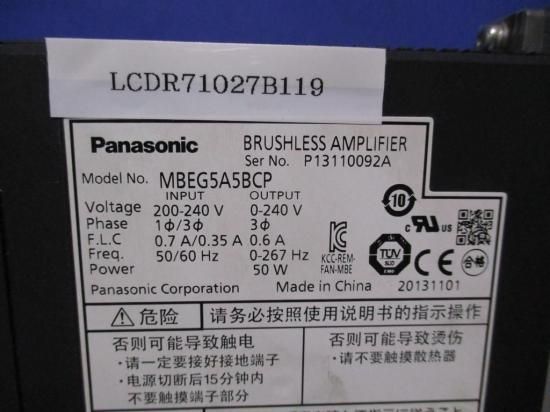 LCDR71027B119
Panasonic BRUSHLESS AMPLIFIER
Ser No. P13110092A
Model No. MBEG5A5BCP
INPUT OUTPUT
Voltage 200-240 V 0-240 V
Phase 1ϕ/3ϕ 3ϕ
F.L.C 0.7 A/0.35 A 0.6 A
Freq. 50/60 Hz 0-267 Hz
Power 50 W
10
c UL us
KCC-REM-
FAN-MBE
TÜV
SÜD
CE
合格
Panasonic Corporation Made in China 20131101
危险 请务必按照使用说明书的指示操作
否则可能导致触电
・请一定要接好接地端子
・电源切断后15分钟内
不要触摸端子部分
否则可能导致烫伤
・请不要触摸散热器